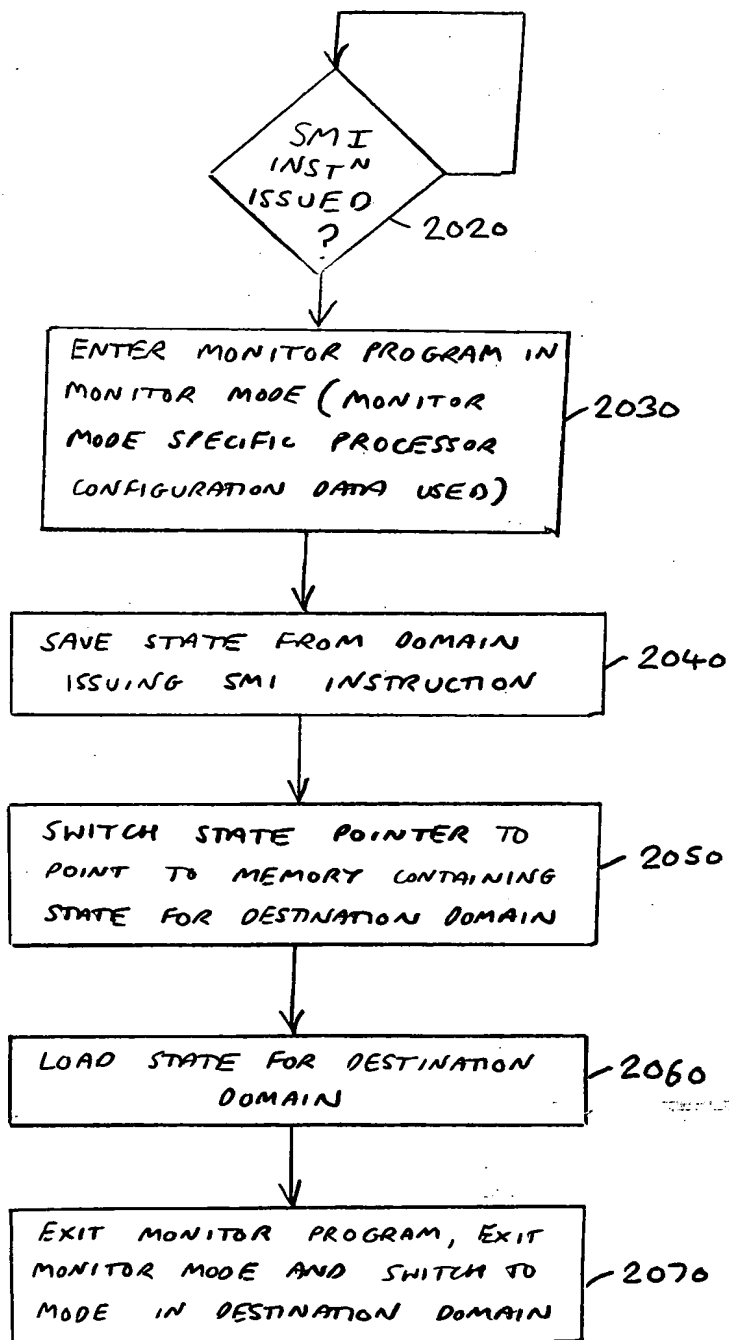 SMI
INSTN
ISSUED
?
2020
ENTER MONITOR PROGRAM IN
MONITOR MODE (MONITOR
MODE SPECIFIC PROCESSOR
CONFIGURATION DATA USED)
2030
SAVE STATE FROM DOMAIN
ISSUING SMI INSTRUCTION
2040
SWITCH STATE POINTER TO
POINT TO MEMORY CONTAINING
STATE FOR DESTINATION DOMAIN
2050
LOAD STATE FOR DESTINATION
DOMAIN
2060
EXIT MONITOR PROGRAM, EXIT
MONITOR MODE AND SWITCH TO
MODE IN DESTINATION DOMAIN
2070